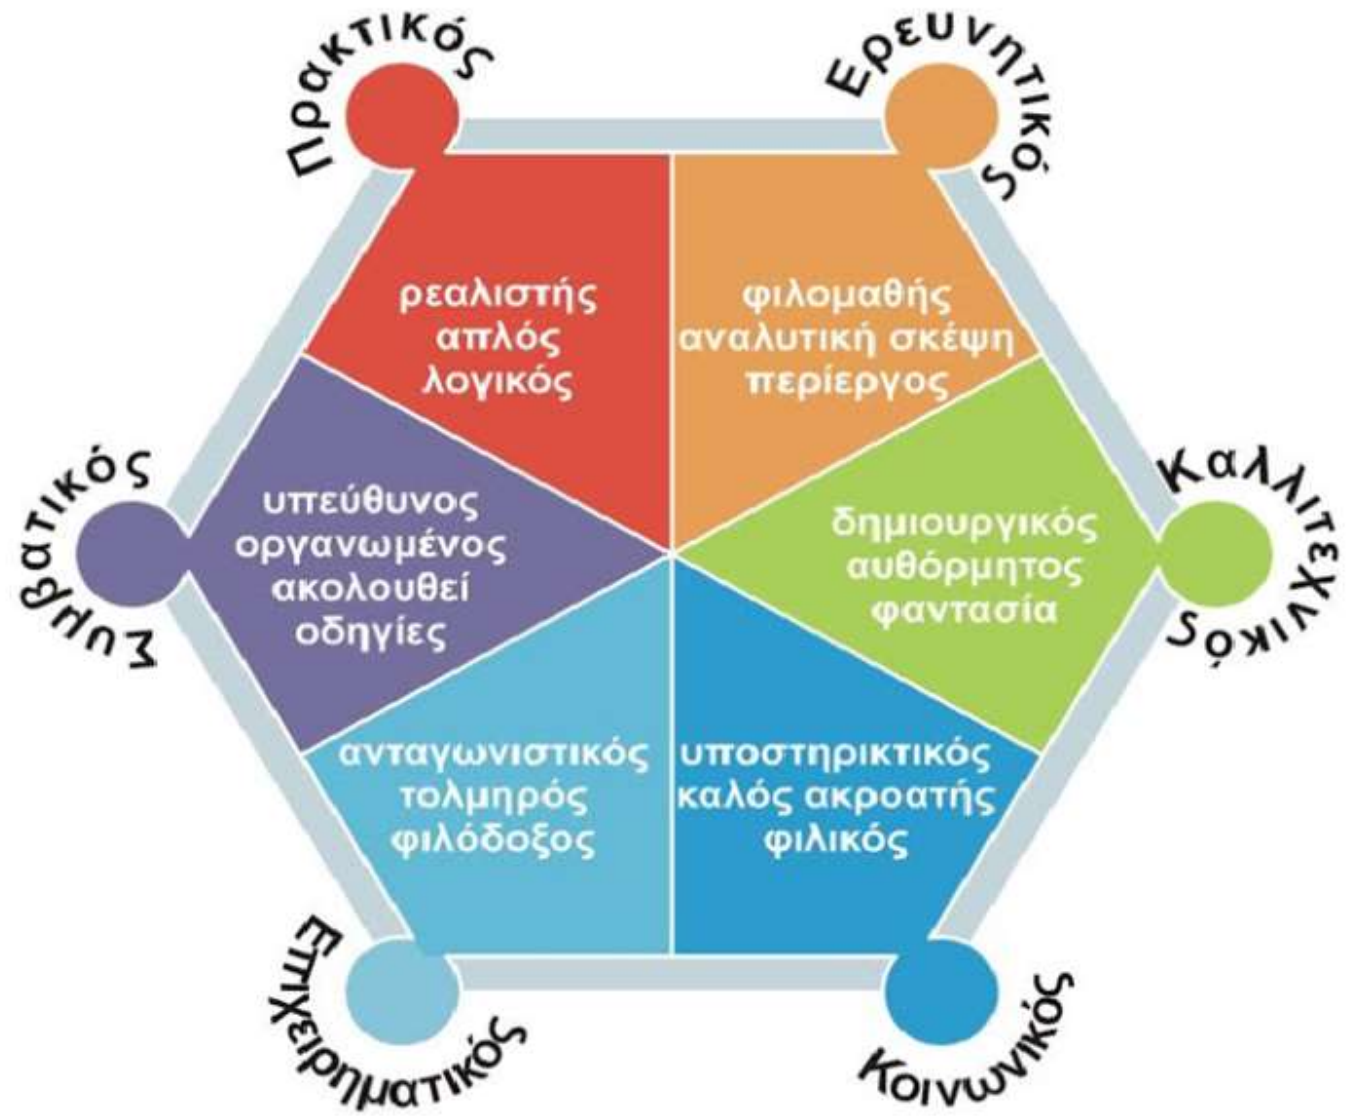 Πρακτικός
Ερευνητικός
ρεαλιστής
απλός
λογικός
φιλομαθής
αναλυτική σκέψη
περίεργος
Συμβατικός
υπεύθυνος
οργανωμένος
ακολουθεί
οδηγίες
δημιουργικός
αυθόρμητος
φαντασία
Καλλιτεχνικός
ανταγωνιστικός
τολμηρός
φιλόδοξος
υποστηρικτικός
καλός ακροατής
φιλικός
Επιχειρηματικός
Κοινωνικός